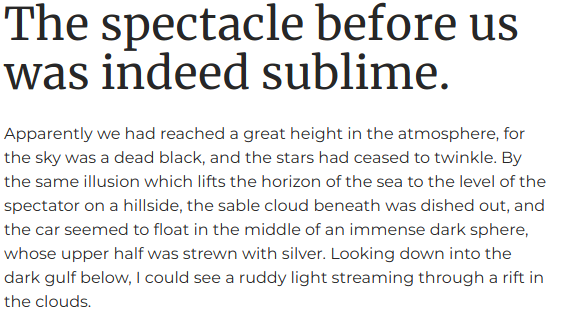 The spectacle before us
was indeed sublime.
Apparently we had reached a great height in the atmosphere, for
the sky was a dead black, and the stars had ceased to twinkle. By
the same illusion which lifts the horizon of the sea to the level of the
spectator on a hillside, the sable cloud beneath was dished out, and
the car seemed to float in the middle of an immense dark sphere,
whose upper half was strewn with silver. Looking down into the
dark gulf below, I could see a ruddy light streaming through a rift in
the clouds.